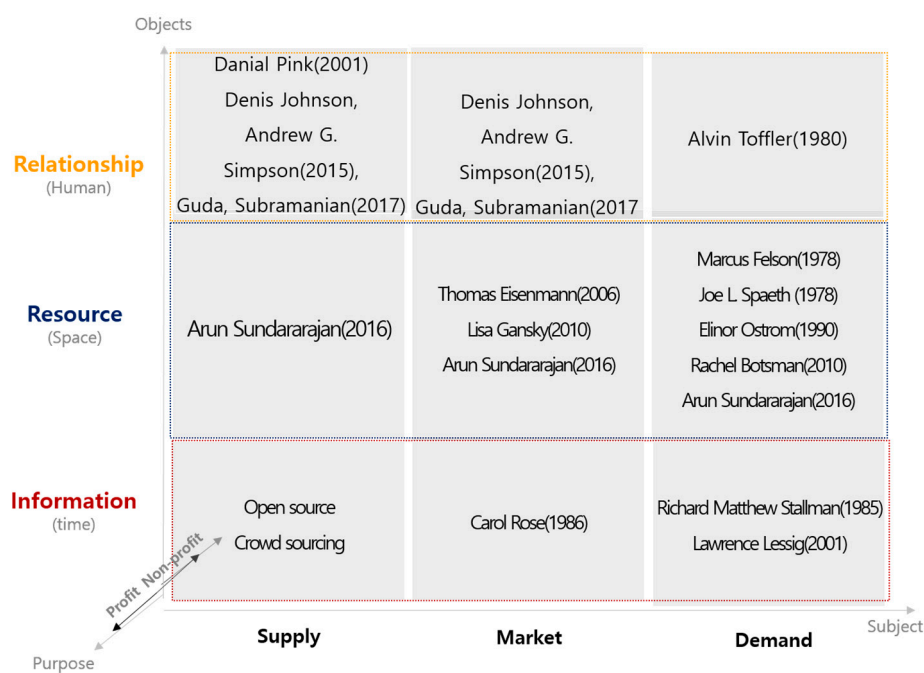 Objects
Danial Pink(2001)
Denis Johnson,
Andrew G.
Simpson(2015),
Guda, Subramanian(2017)
Denis Johnson,
Andrew G.
Simpson(2015),
Guda, Subramanian(2017
Alvin Toffler(1980)
Relationship
(Human)
Resource
(Space)
Arun Sundararajan(2016)
Thomas Eisenmann(2006)
Lisa Gansky(2010)
Arun Sundararajan(2016)
Marcus Felson(1978)
Joe L. Spaeth (1978)
Elinor Ostrom(1990)
Rachel Botsman(2010)
Arun Sundararajan(2016)
Information
(time)
Open source
Crowd sourcing
Carol Rose(1986)
Richard Matthew Stallman(1985)
Lawrence Lessig(2001)
Profit Non-profit
Purpose
Supply
Market
Demand
Subject